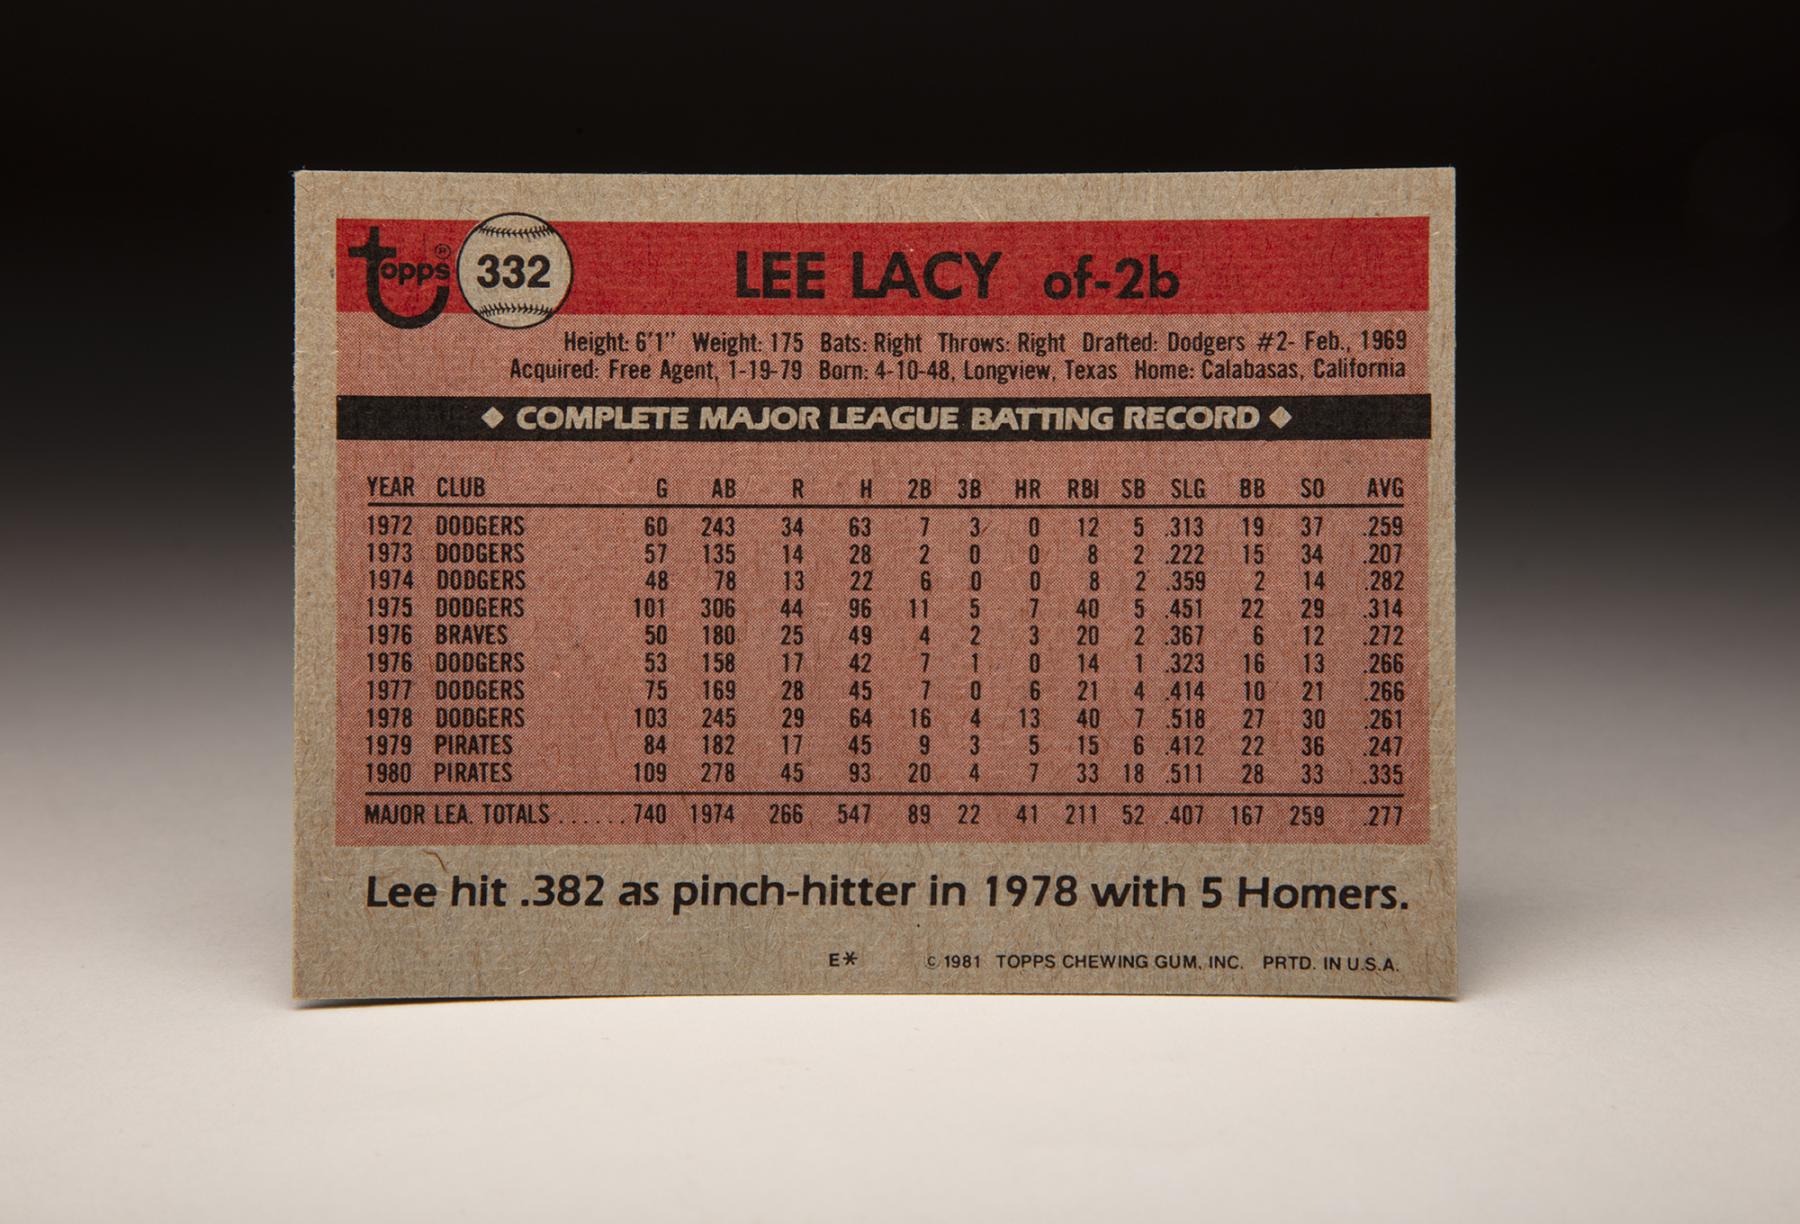 topps® 332 LEE LACY of-2b
Height: 6'1" Weight: 175 Bats: Right Throws: Right Drafted: Dodgers #2- Feb., 1969
Acquired: Free Agent, 1-19-79 Born: 4-10-48, Longview, Texas Home: Calabasas, California
◆ COMPLETE MAJOR LEAGUE BATTING RECORD ◆
YEAR CLUB G AB R H 2B 3B HR RBI SB SLG BB SO AVG
1972 DODGERS 60 243 34 63 7 3 0 12 5 .313 19 37 .259
1973 DODGERS 57 135 14 28 2 0 0 8 2 .222 15 34 .207
1974 DODGERS 48 78 13 22 6 0 0 8 2 .359 2 14 .282
1975 DODGERS 101 306 44 96 11 5 7 40 5 .451 22 29 .314
1976 BRAVES 50 180 25 49 4 2 3 20 2 .367 6 12 .272
1976 DODGERS 53 158 17 42 7 1 0 14 1 .323 16 13 .266
1977 DODGERS 75 169 28 45 7 0 6 21 4 .414 10 21 .266
1978 DODGERS 103 245 29 64 16 4 13 40 7 .518 27 30 .261
1979 PIRATES 84 182 17 45 9 3 5 15 6 .412 22 36 .247
1980 PIRATES 109 278 45 93 20 4 7 33 18 .511 28 33 .335
MAJOR LEA. TOTALS ...... 740 1974 266 547 89 22 41 211 52 .407 167 259 .277
Lee hit .382 as pinch-hitter in 1978 with 5 Homers.
E* © 1981 TOPPS CHEWING GUM, INC. PRTD. IN U.S.A.